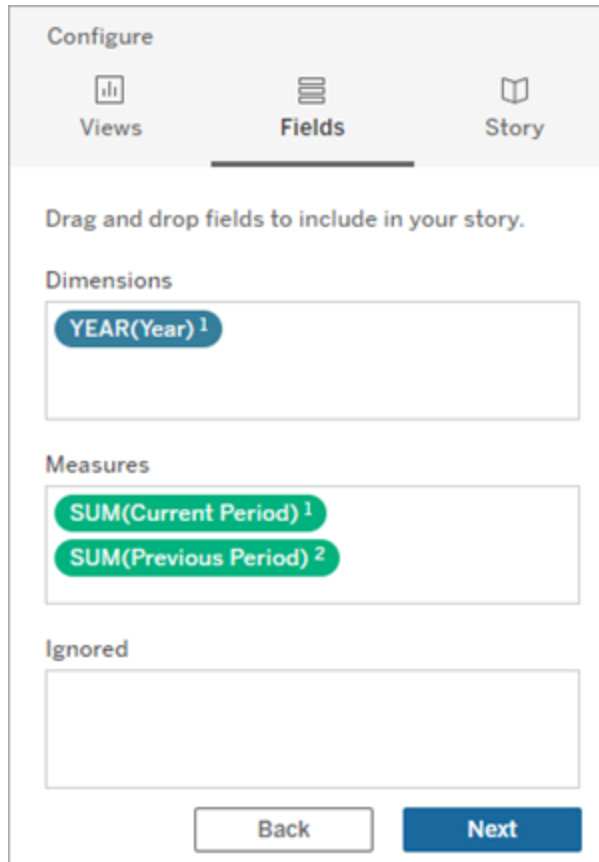 Configure
Views
Fields
Story
Drag and drop fields to include in your story.
Dimensions
YEAR(Year) 1
Measures
SUM(Current Period) 1
SUM(Previous Period) 2
Ignored
Back
Next